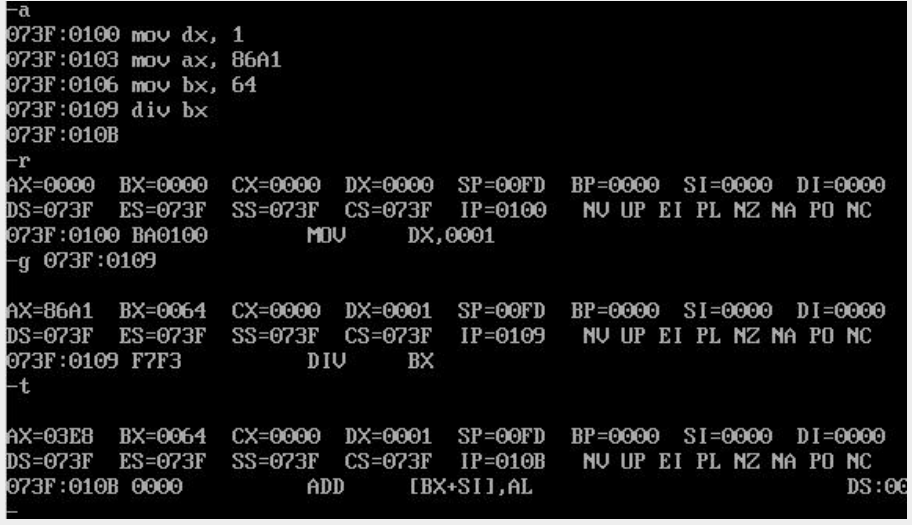 -a
073F:0100 mov dx, 1
073F:0103 mov ax, 86A1
073F:0106 mov bx, 64
073F:0109 div bx
073F:010B
-r
AX=0000 BX=0000 CX=0000 DX=0000 SP=00FD BP=0000 SI=0000 DI=0000
DS=073F ES=073F SS=073F CS=073F IP=0100 NV UP EI PL NZ NA PO NC
073F:0100 BA0100 MOV DX,0001
-g 073F:0109
AX=86A1 BX=0064 CX=0000 DX=0001 SP=00FD BP=0000 SI=0000 DI=0000
DS=073F ES=073F SS=073F CS=073F IP=0109 NV UP EI PL NZ NA PO NC
073F:0109 F7F3 DIV BX
-t
AX=03E8 BX=0064 CX=0000 DX=0001 SP=00FD BP=0000 SI=0000 DI=0000
DS=073F ES=073F SS=073F CS=073F IP=010B NV UP EI PL NZ NA PO NC
073F:010B 0000 ADD [BX+SI],AL DS:00
-